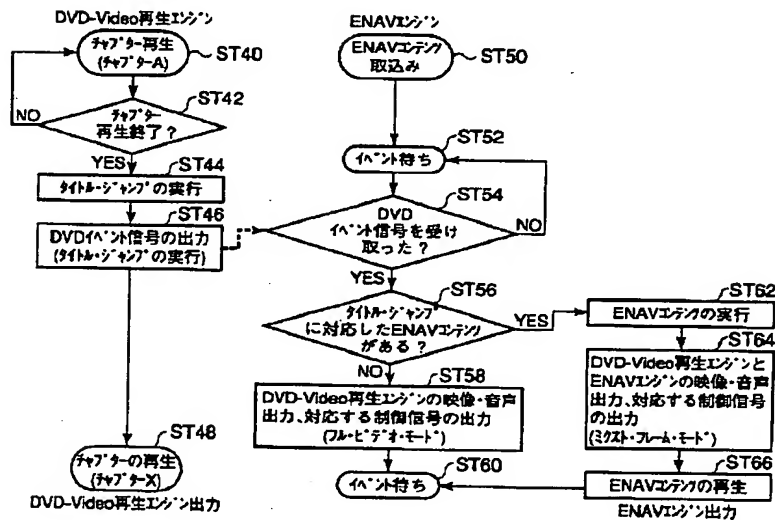 DVD-Video再生エンジン
チャプター再生
(チャプターA)
ST40
NO
ST42
チャプター
再生終了?
YES
ST44
タイトル・ジャンプの実行
ST46
DVDイベント信号の出力
(タイトル・ジャンプの実行)
ST48
チャプターの再生
(チャプターX)
DVD-Video再生エンジン出力
ENAVエンジン
ENAVコンテンツ
取込み
ST50
ST52
イベント待ち
ST54
DVD
イベント信号を受け
取った?
NO
YES
ST56
タイトル・ジャンプ
に対応したENAVコンテンツ
がある?
YES
NO
ST58
DVD-Video再生エンジンの映像・音声
出力、対応する制御信号の出力
(フル・ビデオ・モード)
ST60
イベント待ち
ST62
ENAVコンテンツの実行
ST64
DVD-Video再生エンジンと
ENAVエンジンの映像・音声
出力、対応する制御信号
の出力
(ミクスト・フレーム・モード)
ST66
ENAVコンテンツの再生
ENAVエンジン出力